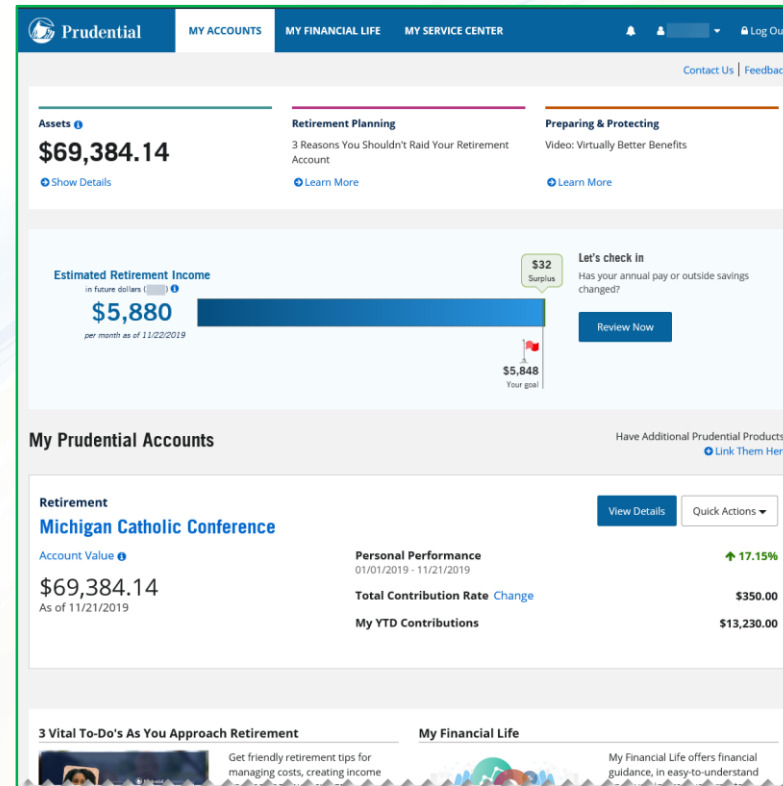 Prudential
MY ACCOUNTS
MY FINANCIAL LIFE
MY SERVICE CENTER
Log Ou
Contact Us | Feedbac
Assets
$69,384.14
Show Details
Retirement Planning
3 Reasons You Shouldn't Raid Your Retirement
Account
Learn More
Preparing & Protecting
Video: Virtually Better Benefits
Learn More
Estimated Retirement Income
in future dollars ( )
$5,880
per month as of 11/22/2019
$32
Surplus
$5,848
Your goal
Let's check in
Has your annual pay or outside savings
changed?
Review Now
My Prudential Accounts
Have Additional Prudential Products
Link Them Her
Retirement
Michigan Catholic Conference
View Details
Quick Actions
Account Value
$69,384.14
As of 11/21/2019
Personal Performance
01/01/2019 - 11/21/2019
17.15%
Total Contribution Rate Change
$350.00
My YTD Contributions
$13,230.00
3 Vital To-Do's As You Approach Retirement
Get friendly retirement tips for
managing costs, creating income
My Financial Life
My Financial Life offers financial
guidance, in easy-to-understand